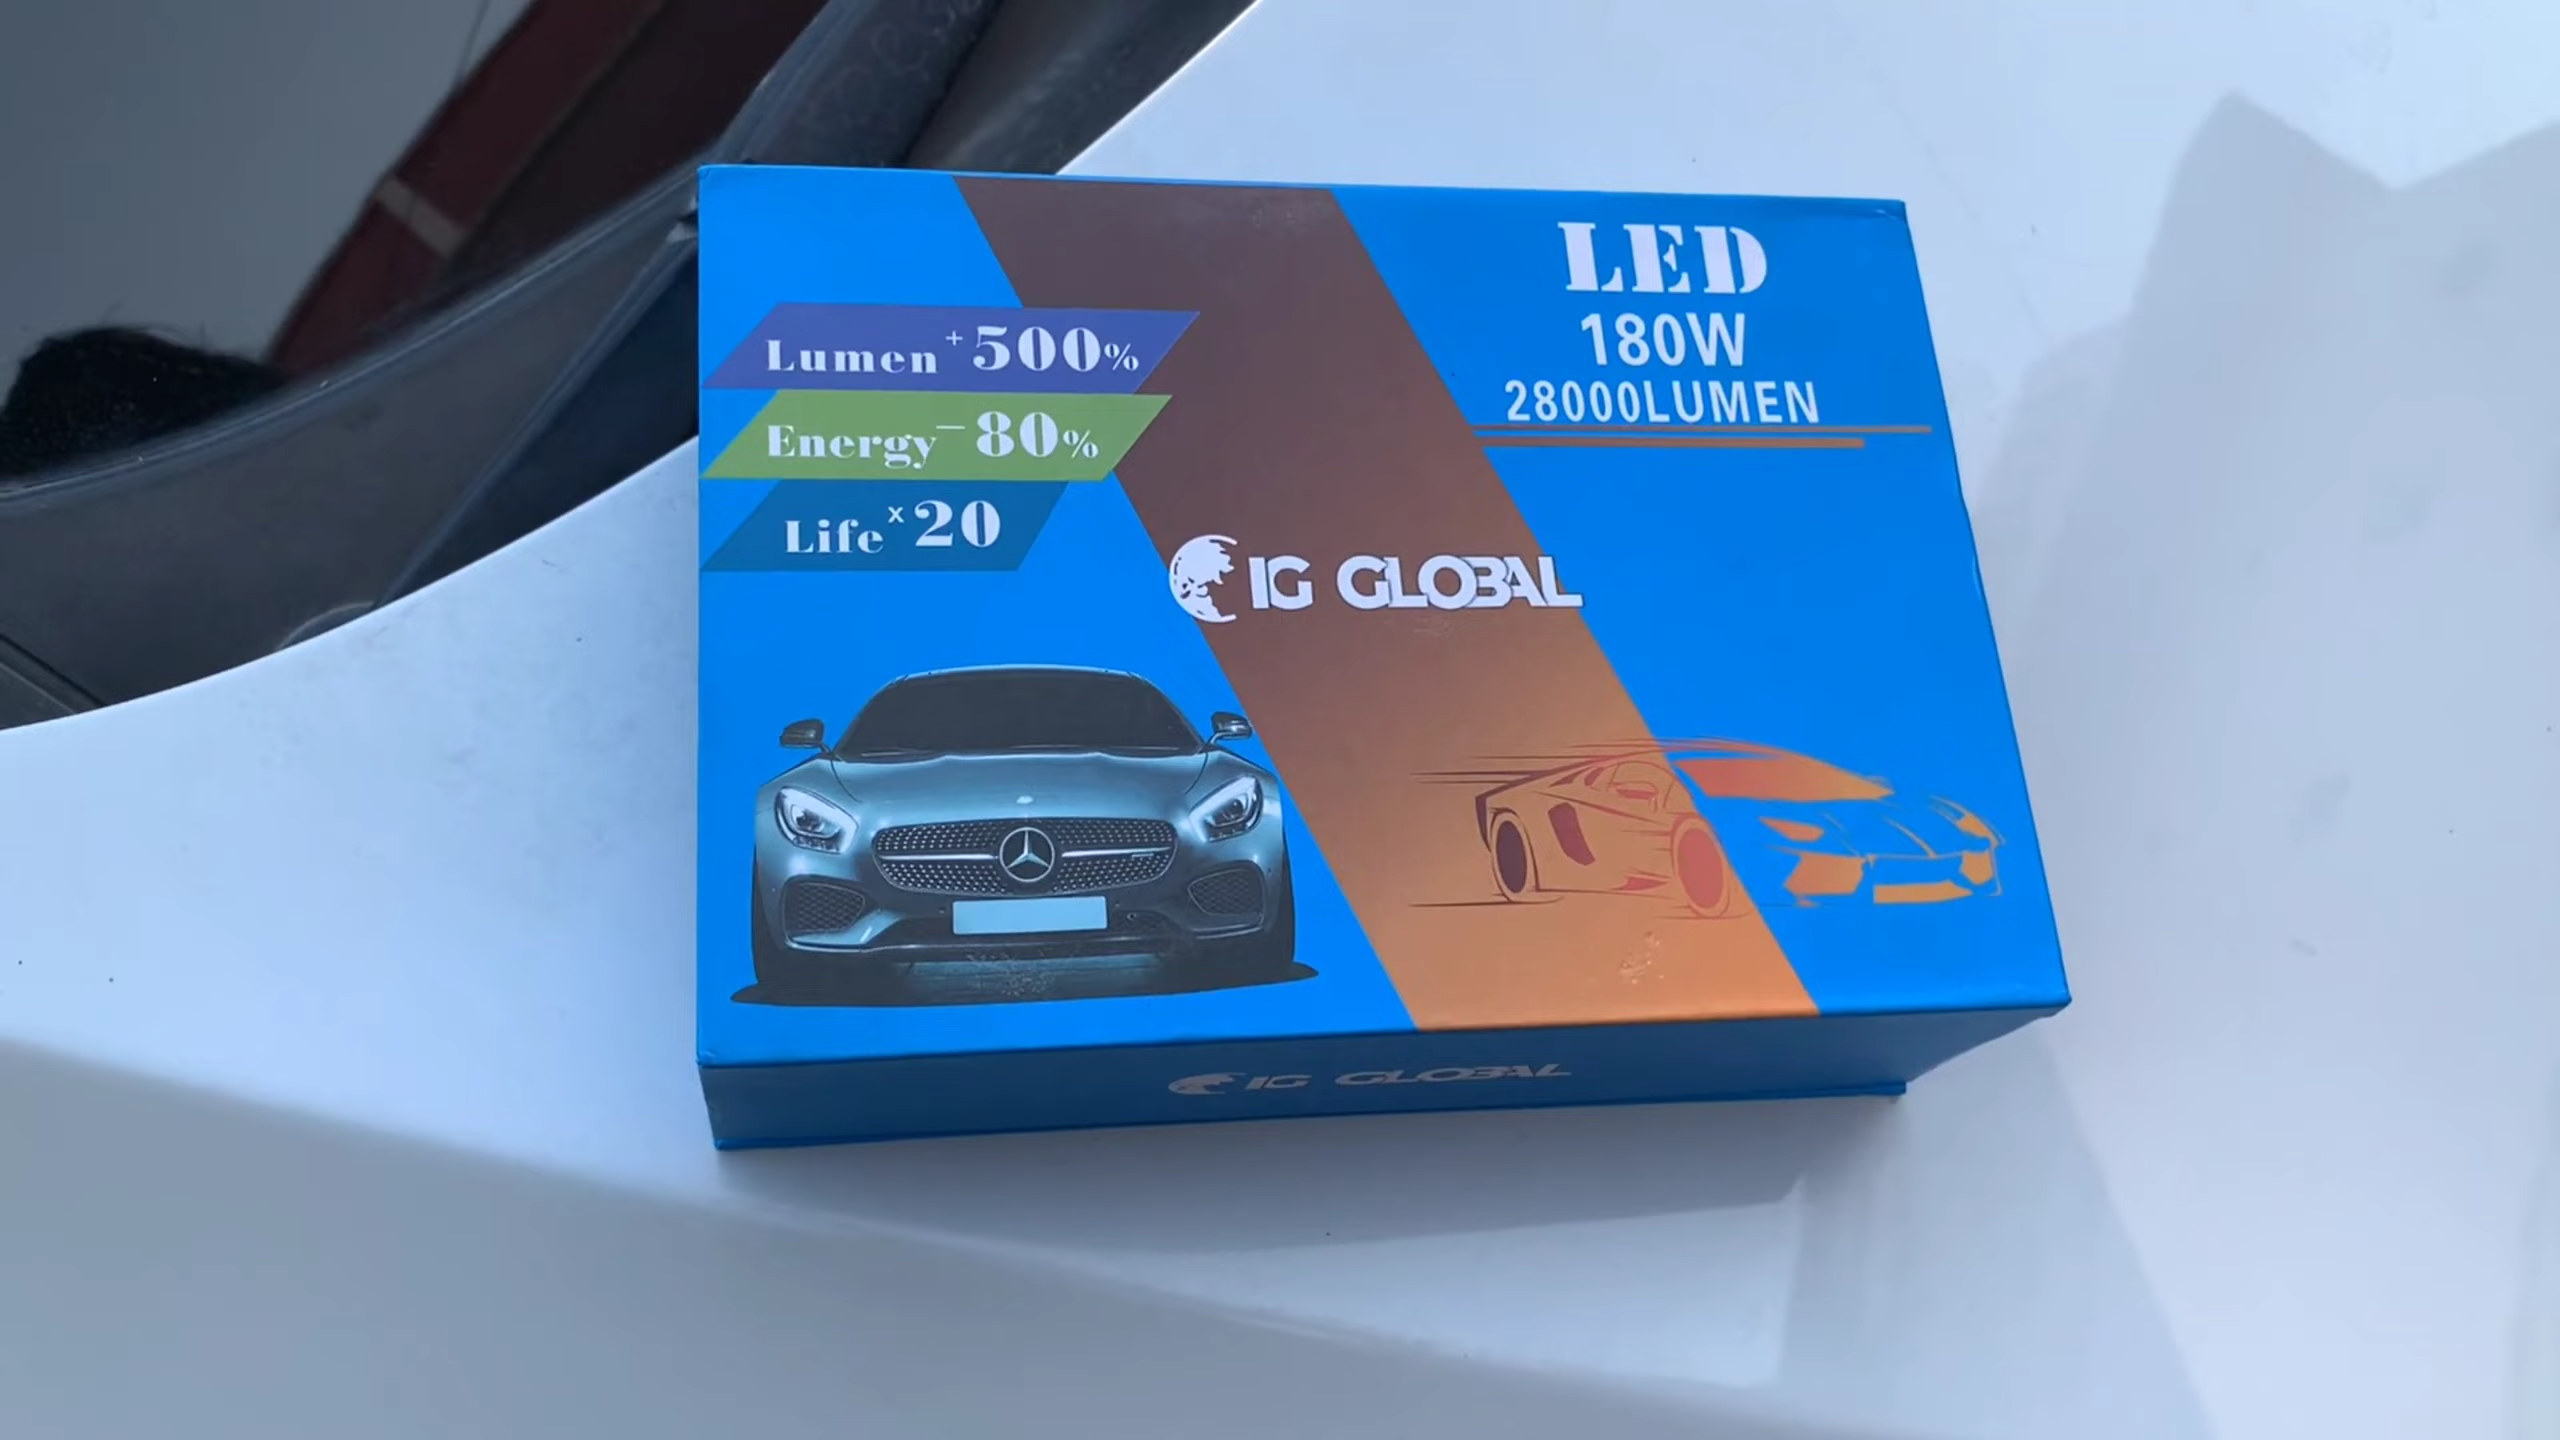 LED
180W
28000LUMEN
Lumen +500%
Energy −80%
Life x20
IG GLOBAL
IG GLOBAL